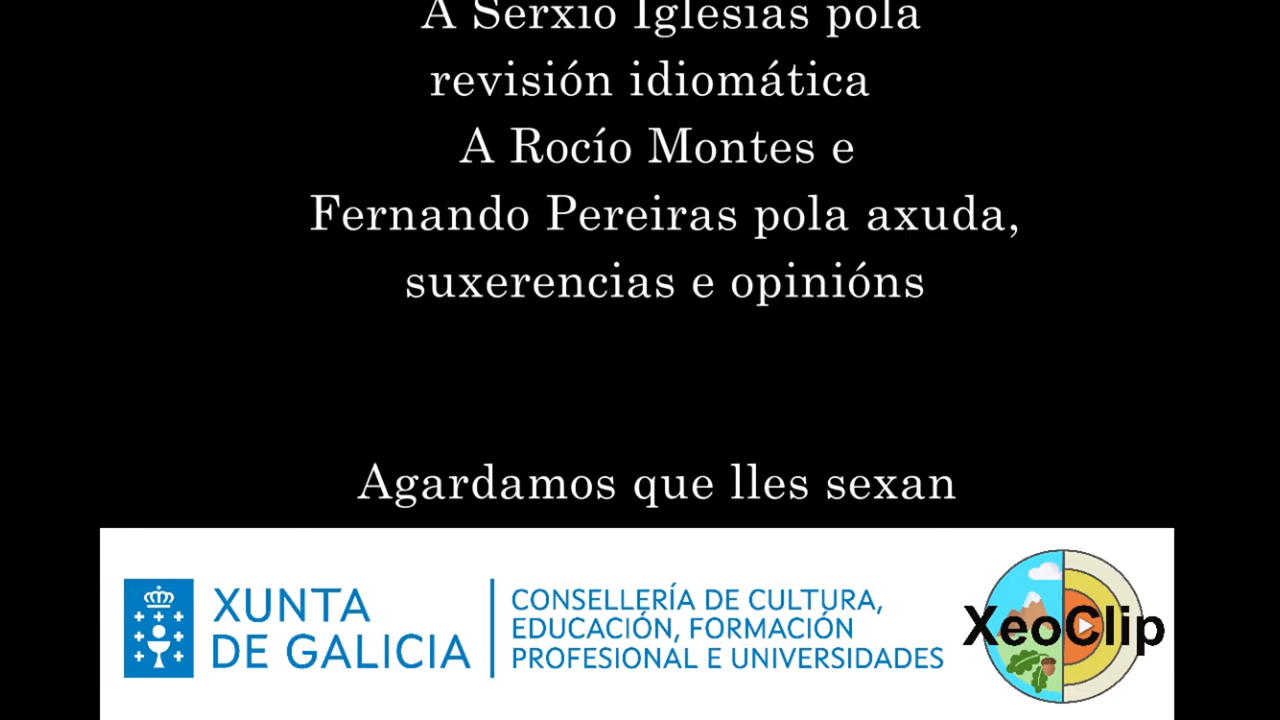 A Serxio Iglesias pola
revisión idiomática
A Rocío Montes e
Fernando Pereiras pola axuda,
suxerencias e opinións
Agardamos que lles sexan
XUNTA
DE GALICIA
CONSELLERÍA DE CULTURA,
EDUCACIÓN, FORMACIÓN
PROFESIONAL E UNIVERSIDADES
XeoClip